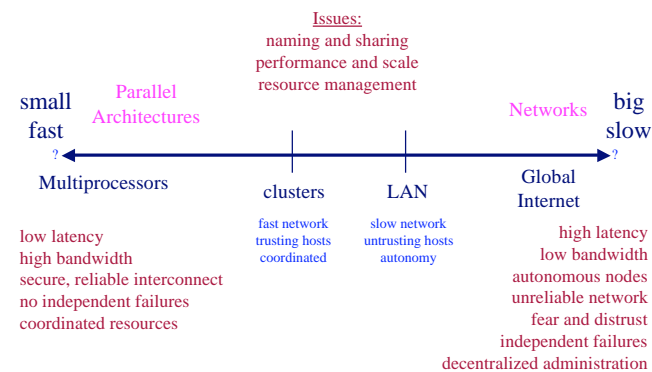 Issues:
naming and sharing
performance and scale
resource management
Parallel
Architectures
Networks
small
fast
big
slow
?
?
Multiprocessors
clusters
LAN
Global
Internet
fast network
trusting hosts
coordinated
slow network
untrusting hosts
autonomy
low latency
high bandwidth
secure, reliable interconnect
no independent failures
coordinated resources
high latency
low bandwidth
autonomous nodes
unreliable network
fear and distrust
independent failures
decentralized administration